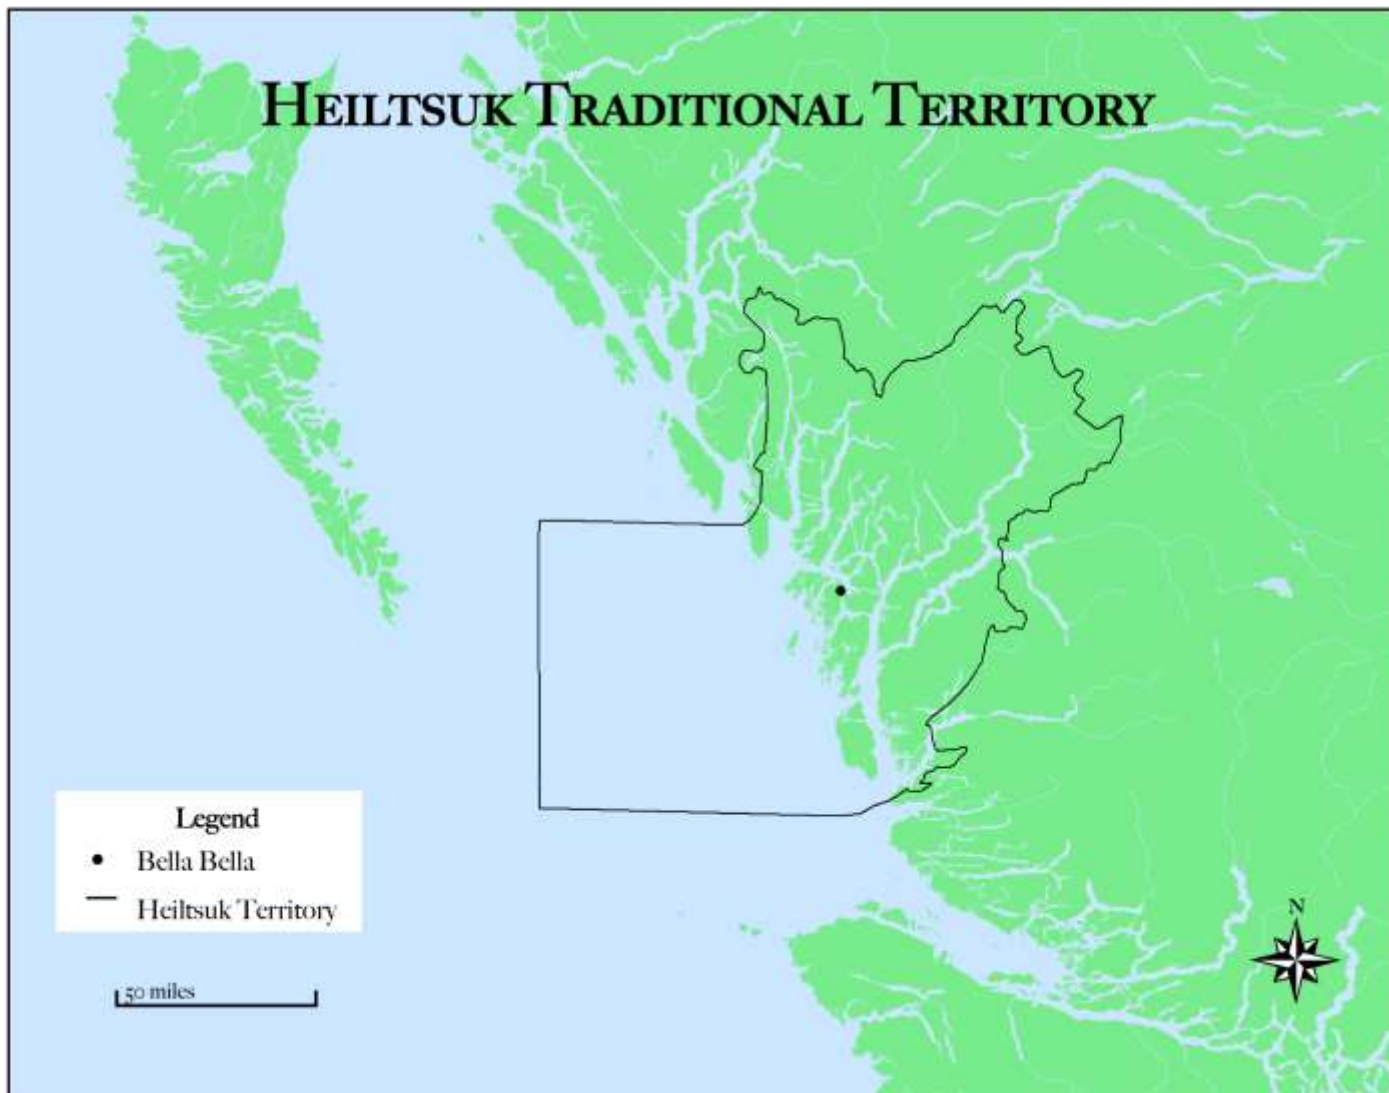 HEILTSUK TRADITIONAL TERRITORY
Legend
Bella Bella
Heiltsuk Territory
50 miles
N